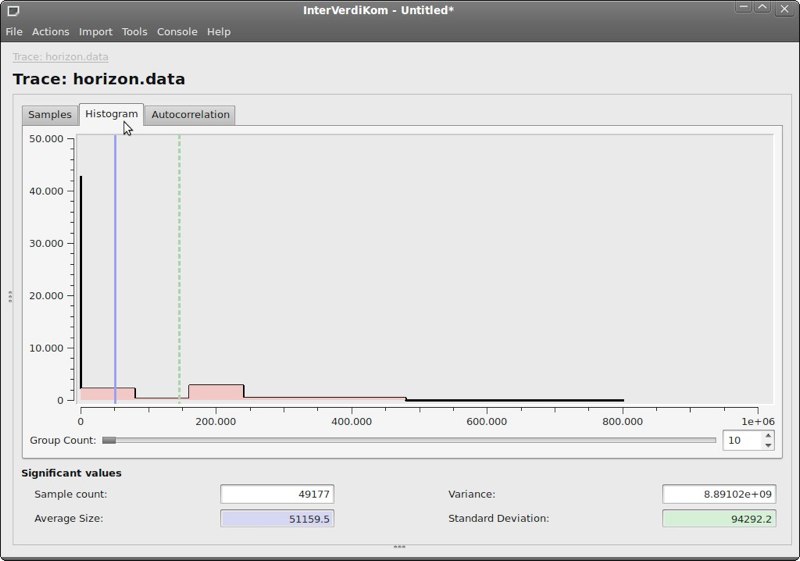 InterVerdiKom - Untitled*
File Actions Import Tools Console Help
Trace: horizon.data
Trace: horizon.data
Samples Histogram Autocorrelation
50.000
40.000
30.000
20.000
10.000
0
0 200.000 400.000 600.000 800.000 1e+06
Group Count: 10
Significant values
Sample count: 49177 Variance: 8.89102e+09
Average Size: 51159.5 Standard Deviation: 94292.2